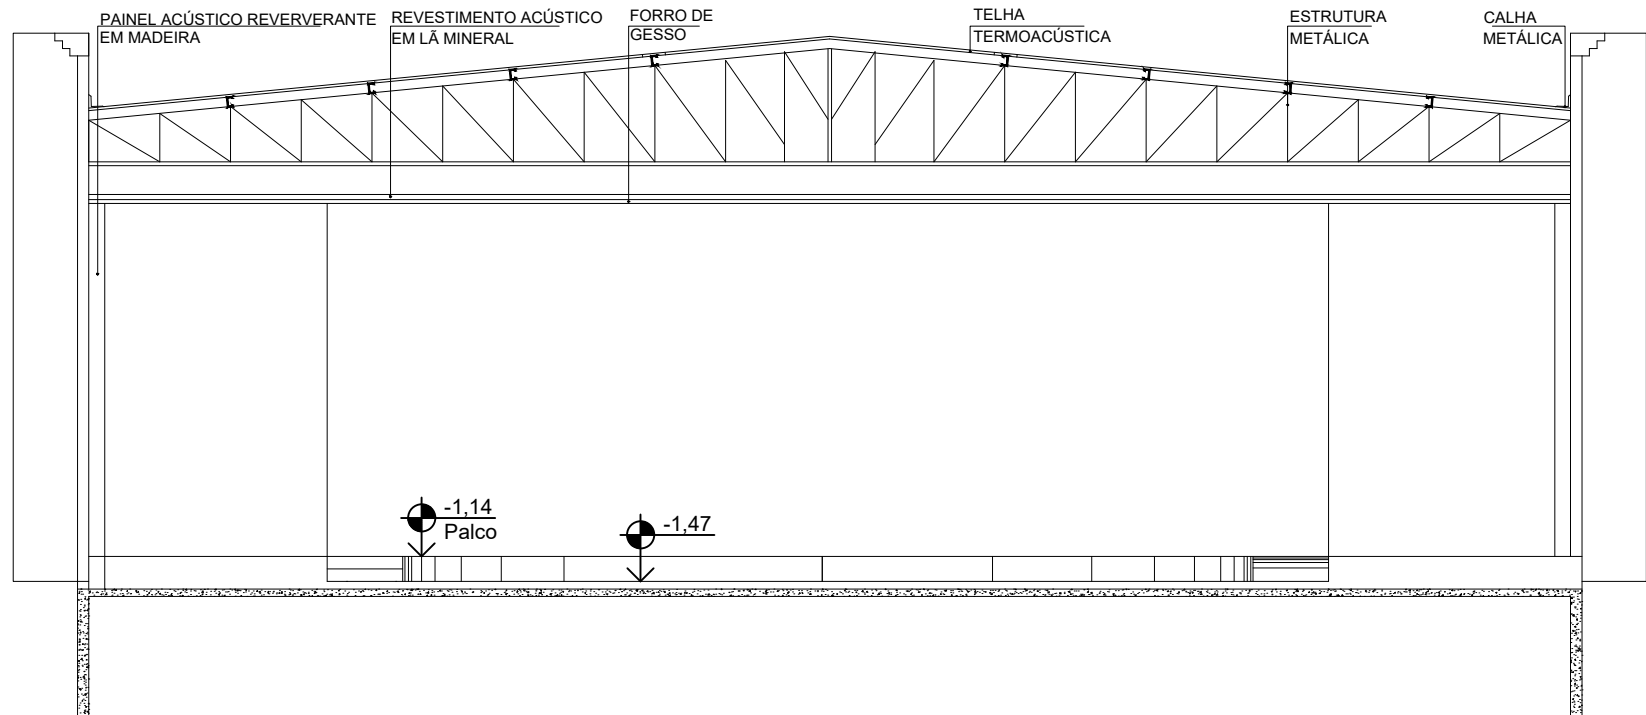 PAINEL ACÚSTICO REVERVERANTE
EM MADEIRA
REVESTIMENTO ACÚSTICO
EM LÃ MINERAL
FORRO DE
GESSO
TELHA
TERMOACÚSTICA
ESTRUTURA
METÁLICA
CALHA
METÁLICA
-1,14
Palco
-1,47